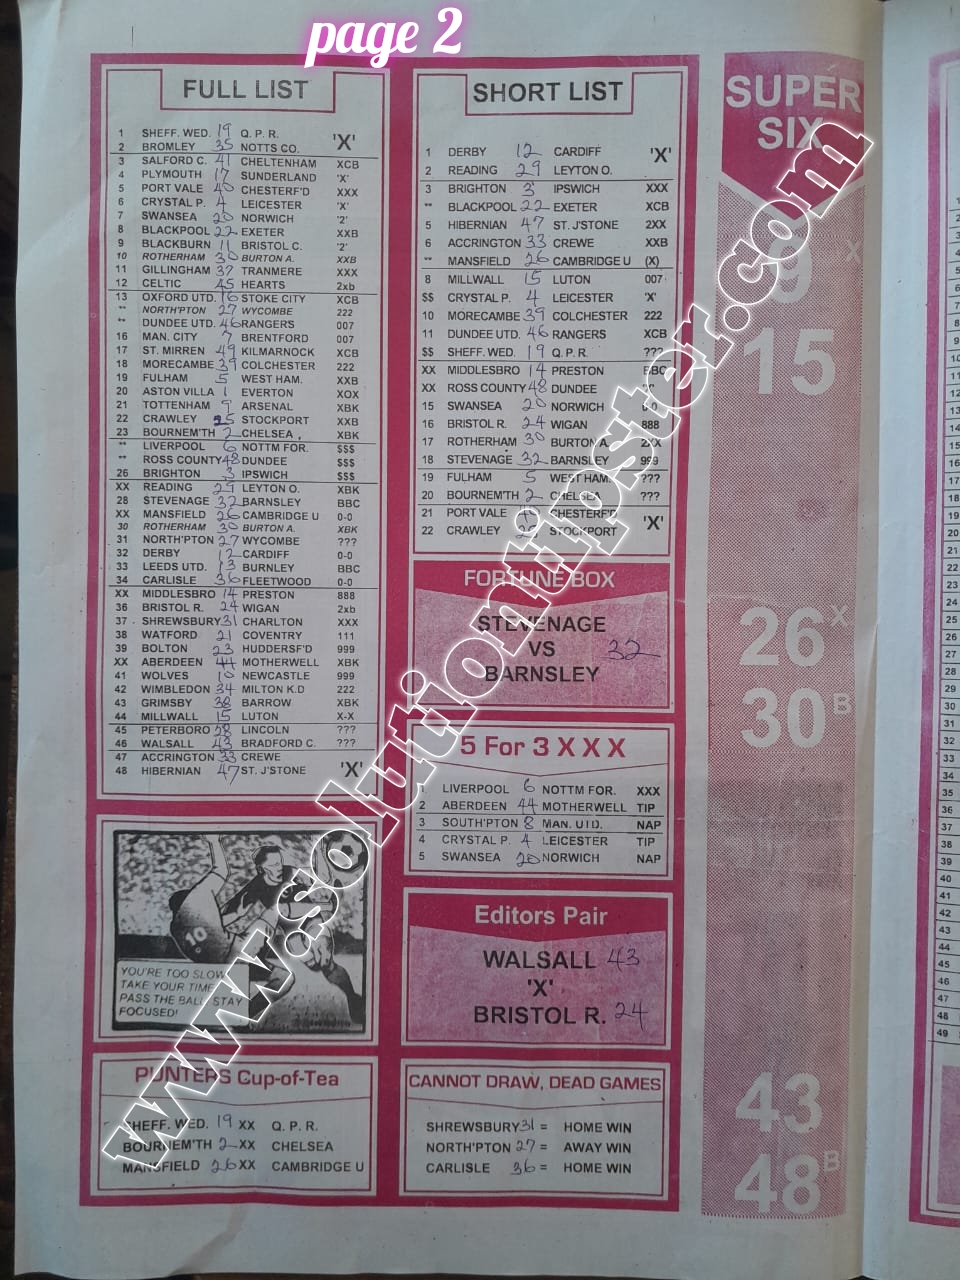 page 2
FULL LIST
1 SHEFF. WED. 19 Q. P. R.
'X'
2 BROMLEY 35 NOTTS CO.
3 SALFORD C. 41 CHELTENHAM XCB
4 PLYMOUTH 17 SUNDERLAND 'X'
5 PORT VALE 40 CHESTERF'D XXX
6 CRYSTAL P. 4 LEICESTER 'X'
7 SWANSEA 20 NORWICH '2'
8 BLACKPOOL 22 EXETER XXB
9 BLACKBURN 11 BRISTOL C. '2'
10 ROTHERHAM 30 BURTON A. XXB
11 GILLINGHAM 37 TRANMERE XXX
12 CELTIC 45 HEARTS 2xb
13 OXFORD UTD. 16 STOKE CITY XCB
** NORTH'PTON 27 WYCOMBE 222
** DUNDEE UTD. 46 RANGERS 007
16 MAN. CITY 7 BRENTFORD 007
17 ST. MIRREN 49 KILMARNOCK XCB
18 MORECAMBE 39 COLCHESTER 222
19 FULHAM 5 WEST HAM. XXB
20 ASTON VILLA 1 EVERTON XOX
21 TOTTENHAM 9 ARSENAL XBK
22 CRAWLEY 25 STOCKPORT XXB
23 BOURNEM'TH 2 CHELSEA , XBK
** LIVERPOOL 6 NOTTM FOR. $$$
** ROSS COUNTY 48 DUNDEE $$$
26 BRIGHTON 3 IPSWICH $$$
XX READING 29 LEYTON O. XBK
28 STEVENAGE 32 BARNSLEY BBC
XX MANSFIELD 26 CAMBRIDGE U 0-0
30 ROTHERHAM 30 BURTON A. XBK
31 NORTH'PTON 27 WYCOMBE ???
32 DERBY 12 CARDIFF 0-0
33 LEEDS UTD. 13 BURNLEY BBC
34 CARLISLE 36 FLEETWOOD 0-0
XX MIDDLESBRO 14 PRESTON 888
36 BRISTOL R. 24 WIGAN 2xb
37 SHREWSBURY 31 CHARLTON XXX
38 WATFORD 21 COVENTRY 111
39 BOLTON 23 HUDDERSF'D 999
XX ABERDEEN 44 MOTHERWELL XBK
41 WOLVES 10 NEWCASTLE 999
42 WIMBLEDON 34 MILTON K.D 222
43 GRIMSBY 38 BARROW XBK
44 MILLWALL 15 LUTON X-X
45 PETERBORO 28 LINCOLN ???
46 WALSALL 43 BRADFORD C. ???
47 ACCRINGTON 33 CREWE
'X'
48 HIBERNIAN 47 ST. J'STONE
YOU'RE TOO SLOW
TAKE YOUR TIME
PASS THE BALL STAY
FOCUSED!
10
PUNTERS Cup-of-Tea
SHEFF. WED. 19 XX Q. P. R.
BOURNEM'TH 2 XX CHELSEA
MANSFIELD 26 XX CAMBRIDGE U
SHORT LIST
1 DERBY 12 CARDIFF
'X'
2 READING 29 LEYTON O.
3 BRIGHTON 3 IPSWICH XXX
** BLACKPOOL 22 EXETER XCB
5 HIBERNIAN 47 ST. J'STONE 2XX
6 ACCRINGTON 33 CREWE XXB
** MANSFIELD 26 CAMBRIDGE U (X)
8 MILLWALL 15 LUTON 007
$$ CRYSTAL P. 4 LEICESTER 'X'
10 MORECAMBE 39 COLCHESTER 222
11 DUNDEE UTD. 46 RANGERS XCB
$$ SHEFF. WED. 19 Q. P. R. ???
XX MIDDLESBRO 14 PRESTON BBC
XX ROSS COUNTY 48 DUNDEE
15 SWANSEA 20 NORWICH 0-0
16 BRISTOL R. 24 WIGAN 888
17 ROTHERHAM 30 BURTON A. 2XX
18 STEVENAGE 32 BARNSLEY 999
19 FULHAM 5 WEST HAM. ???
20 BOURNEM'TH 2 CHELSEA ???
21 PORT VALE 40 CHESTERF'D
'X'
22 CRAWLEY 25 STOCKPORT
FORTUNE BOX
STEVENAGE
VS 32
BARNSLEY
5 For 3 X X X
1 LIVERPOOL 6 NOTTM FOR. XXX
2 ABERDEEN 44 MOTHERWELL TIP
3 SOUTH'PTON 8 MAN. UTD. NAP
4 CRYSTAL P. 4 LEICESTER TIP
5 SWANSEA 20 NORWICH NAP
Editors Pair
WALSALL 43
'X'
BRISTOL R. 24
CANNOT DRAW, DEAD GAMES
SHREWSBURY 31 = HOME WIN
NORTH'PTON 27 = AWAY WIN
CARLISLE 36 = HOME WIN
SUPER
SIX
9 X
15
26 X
30 B
43
48 B
www.solutiontipster.com